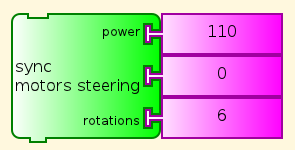 power 110
sync
motors steering 0
rotations 6